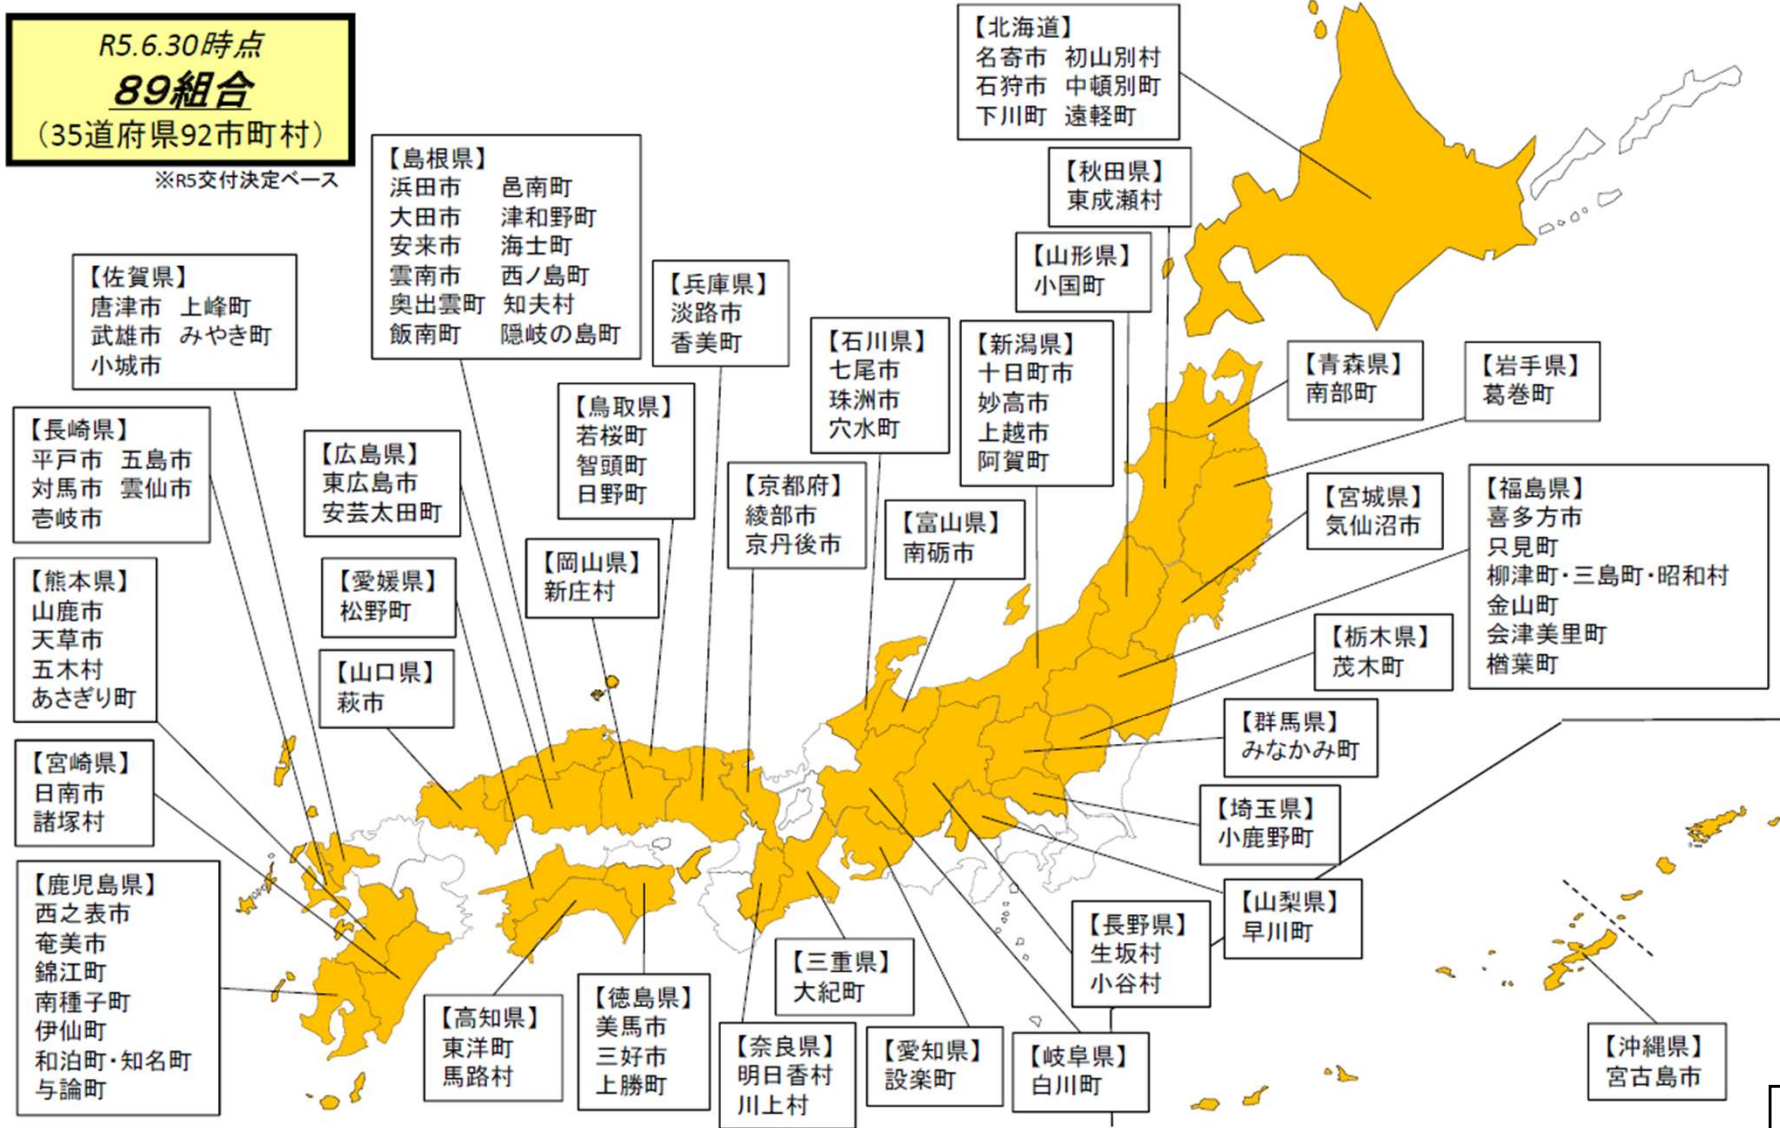 R5.6.30時点
89組合
（35道府県92市町村）
※R5交付決定ベース
【北海道】
名寄市 初山別村
石狩市 中頓別町
下川町 遠軽町
【秋田県】
東成瀬村
【山形県】
小国町
【島根県】
浜田市 邑南町
大田市 津和野町
安来市 海士町
雲南市 西ノ島町
奥出雲町 知夫村
飯南町 隠岐の島町
【佐賀県】
唐津市 上峰町
武雄市 みやき町
小城市
【兵庫県】
淡路市
香美町
【石川県】
七尾市
珠洲市
穴水町
【新潟県】
十日町市
妙高市
上越市
阿賀町
【青森県】
南部町
【岩手県】
葛巻町
【長崎県】
平戸市 五島市
対馬市 雲仙市
壱岐市
【広島県】
東広島市
安芸太田町
【鳥取県】
若桜町
智頭町
日野町
【京都府】
綾部市
京丹後市
【富山県】
南砺市
【宮城県】
気仙沼市
【福島県】
喜多方市
只見町
柳津町・三島町・昭和村
金山町
会津美里町
楢葉町
【熊本県】
山鹿市
天草市
五木村
あさぎり町
【愛媛県】
松野町
【岡山県】
新庄村
【山口県】
萩市
【栃木県】
茂木町
【群馬県】
みなかみ町
【宮崎県】
日南市
諸塚村
【埼玉県】
小鹿野町
【鹿児島県】
西之表市
奄美市
錦江町
南種子町
伊仙町
和泊町・知名町
与論町
【山梨県】
早川町
【長野県】
生坂村
小谷村
【三重県】
大紀町
【高知県】
東洋町
馬路村
【徳島県】
美馬市
三好市
上勝町
【奈良県】
明日香村
川上村
【愛知県】
設楽町
【岐阜県】
白川町
【沖縄県】
宮古島市